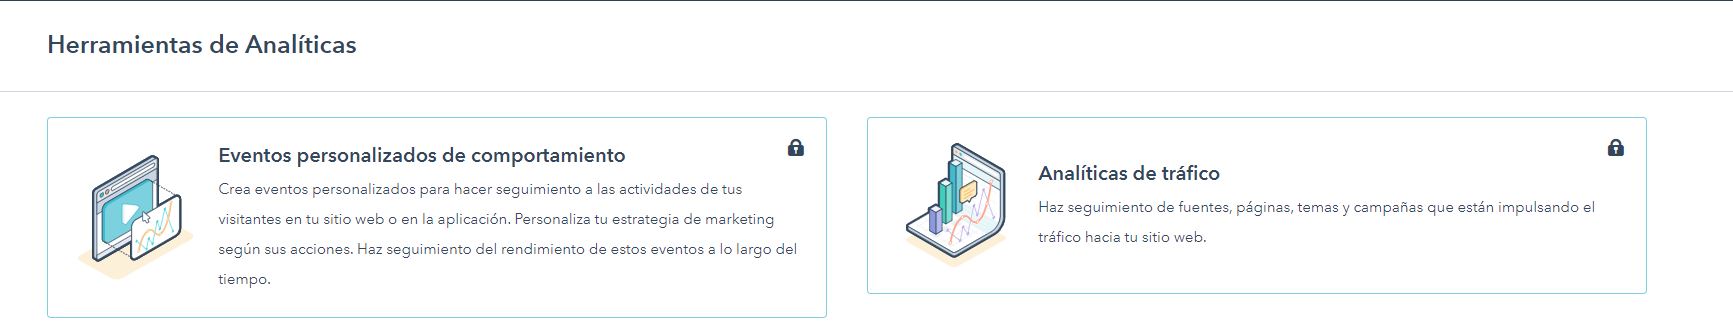 Herramientas de Analíticas
Eventos personalizados de comportamiento
Crea eventos personalizados para hacer seguimiento a las actividades de tus
visitantes en tu sitio web o en la aplicación. Personaliza tu estrategia de marketing
según sus acciones. Haz seguimiento del rendimiento de estos eventos a lo largo del
tiempo.
Analíticas de tráfico
Haz seguimiento de fuentes, páginas, temas y campañas que están impulsando el
tráfico hacia tu sitio web.